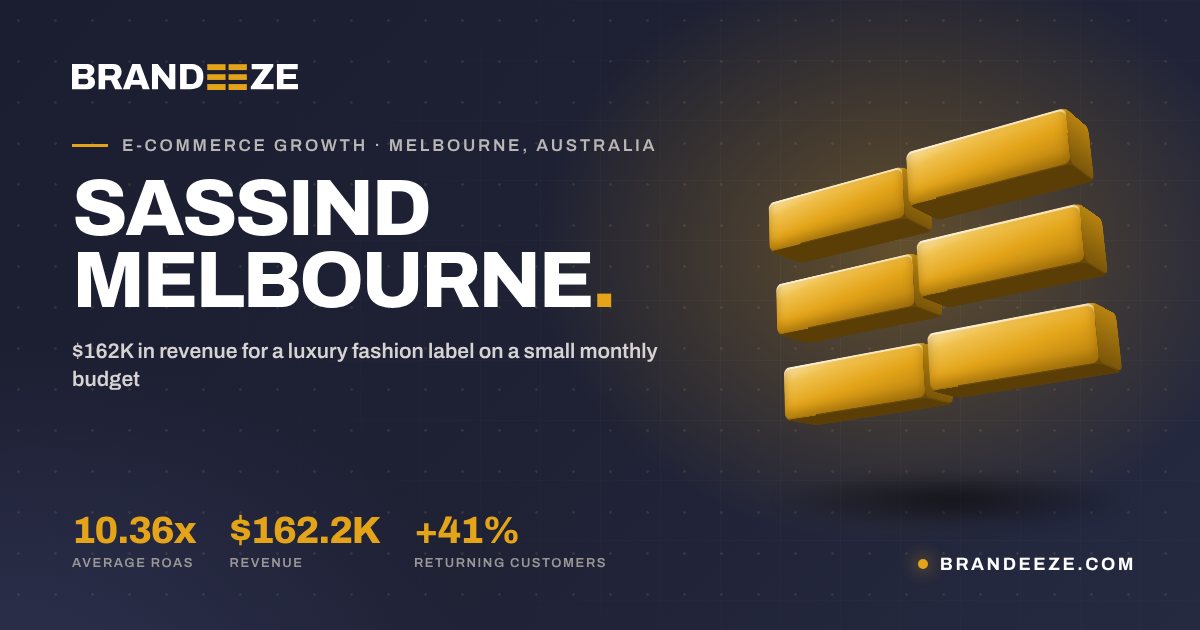 BRANDEEZE
E-COMMERCE GROWTH · MELBOURNE, AUSTRALIA
SASSIND
MELBOURNE.
$162K in revenue for a luxury fashion label on a small monthly
budget
10.36x $162.2K +41%
AVERAGE ROAS REVENUE RETURNING CUSTOMERS
BRANDEEZE.COM